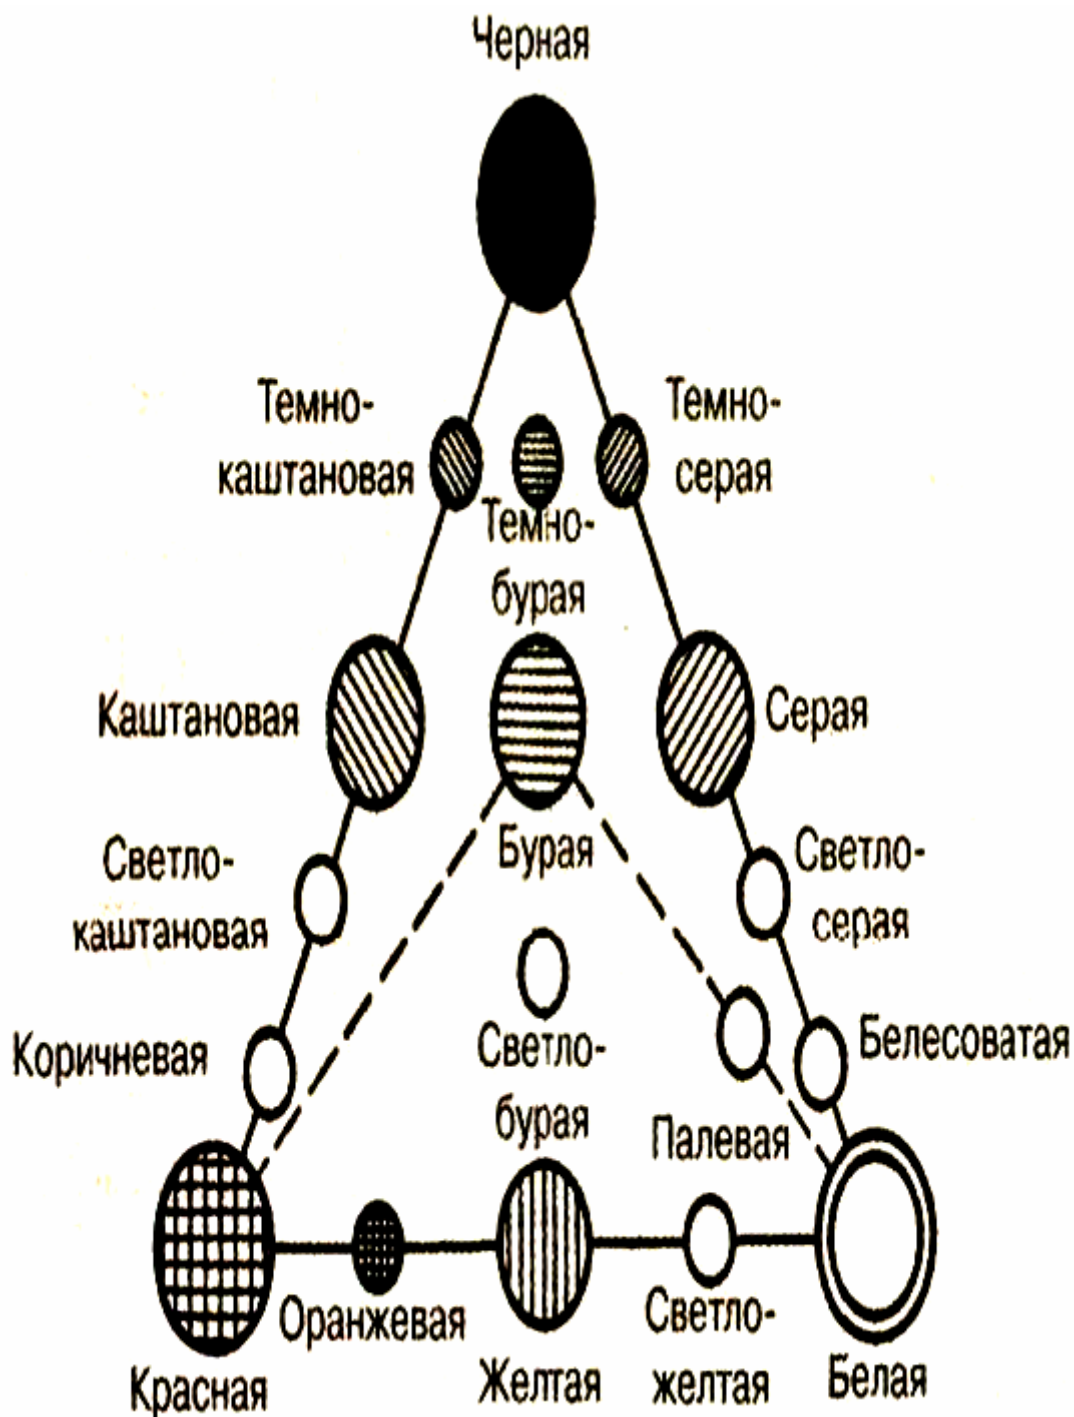 Черная
Темно-
каштановая
Темно-
серая
Темно-
бурая
Каштановая
Серая
Бурая
Светло-
каштановая
Светло-
серая
Коричневая
Светло-
бурая
Белесоватая
Палевая
Оранжевая
Светло-
желтая
Красная
Желтая
Белая